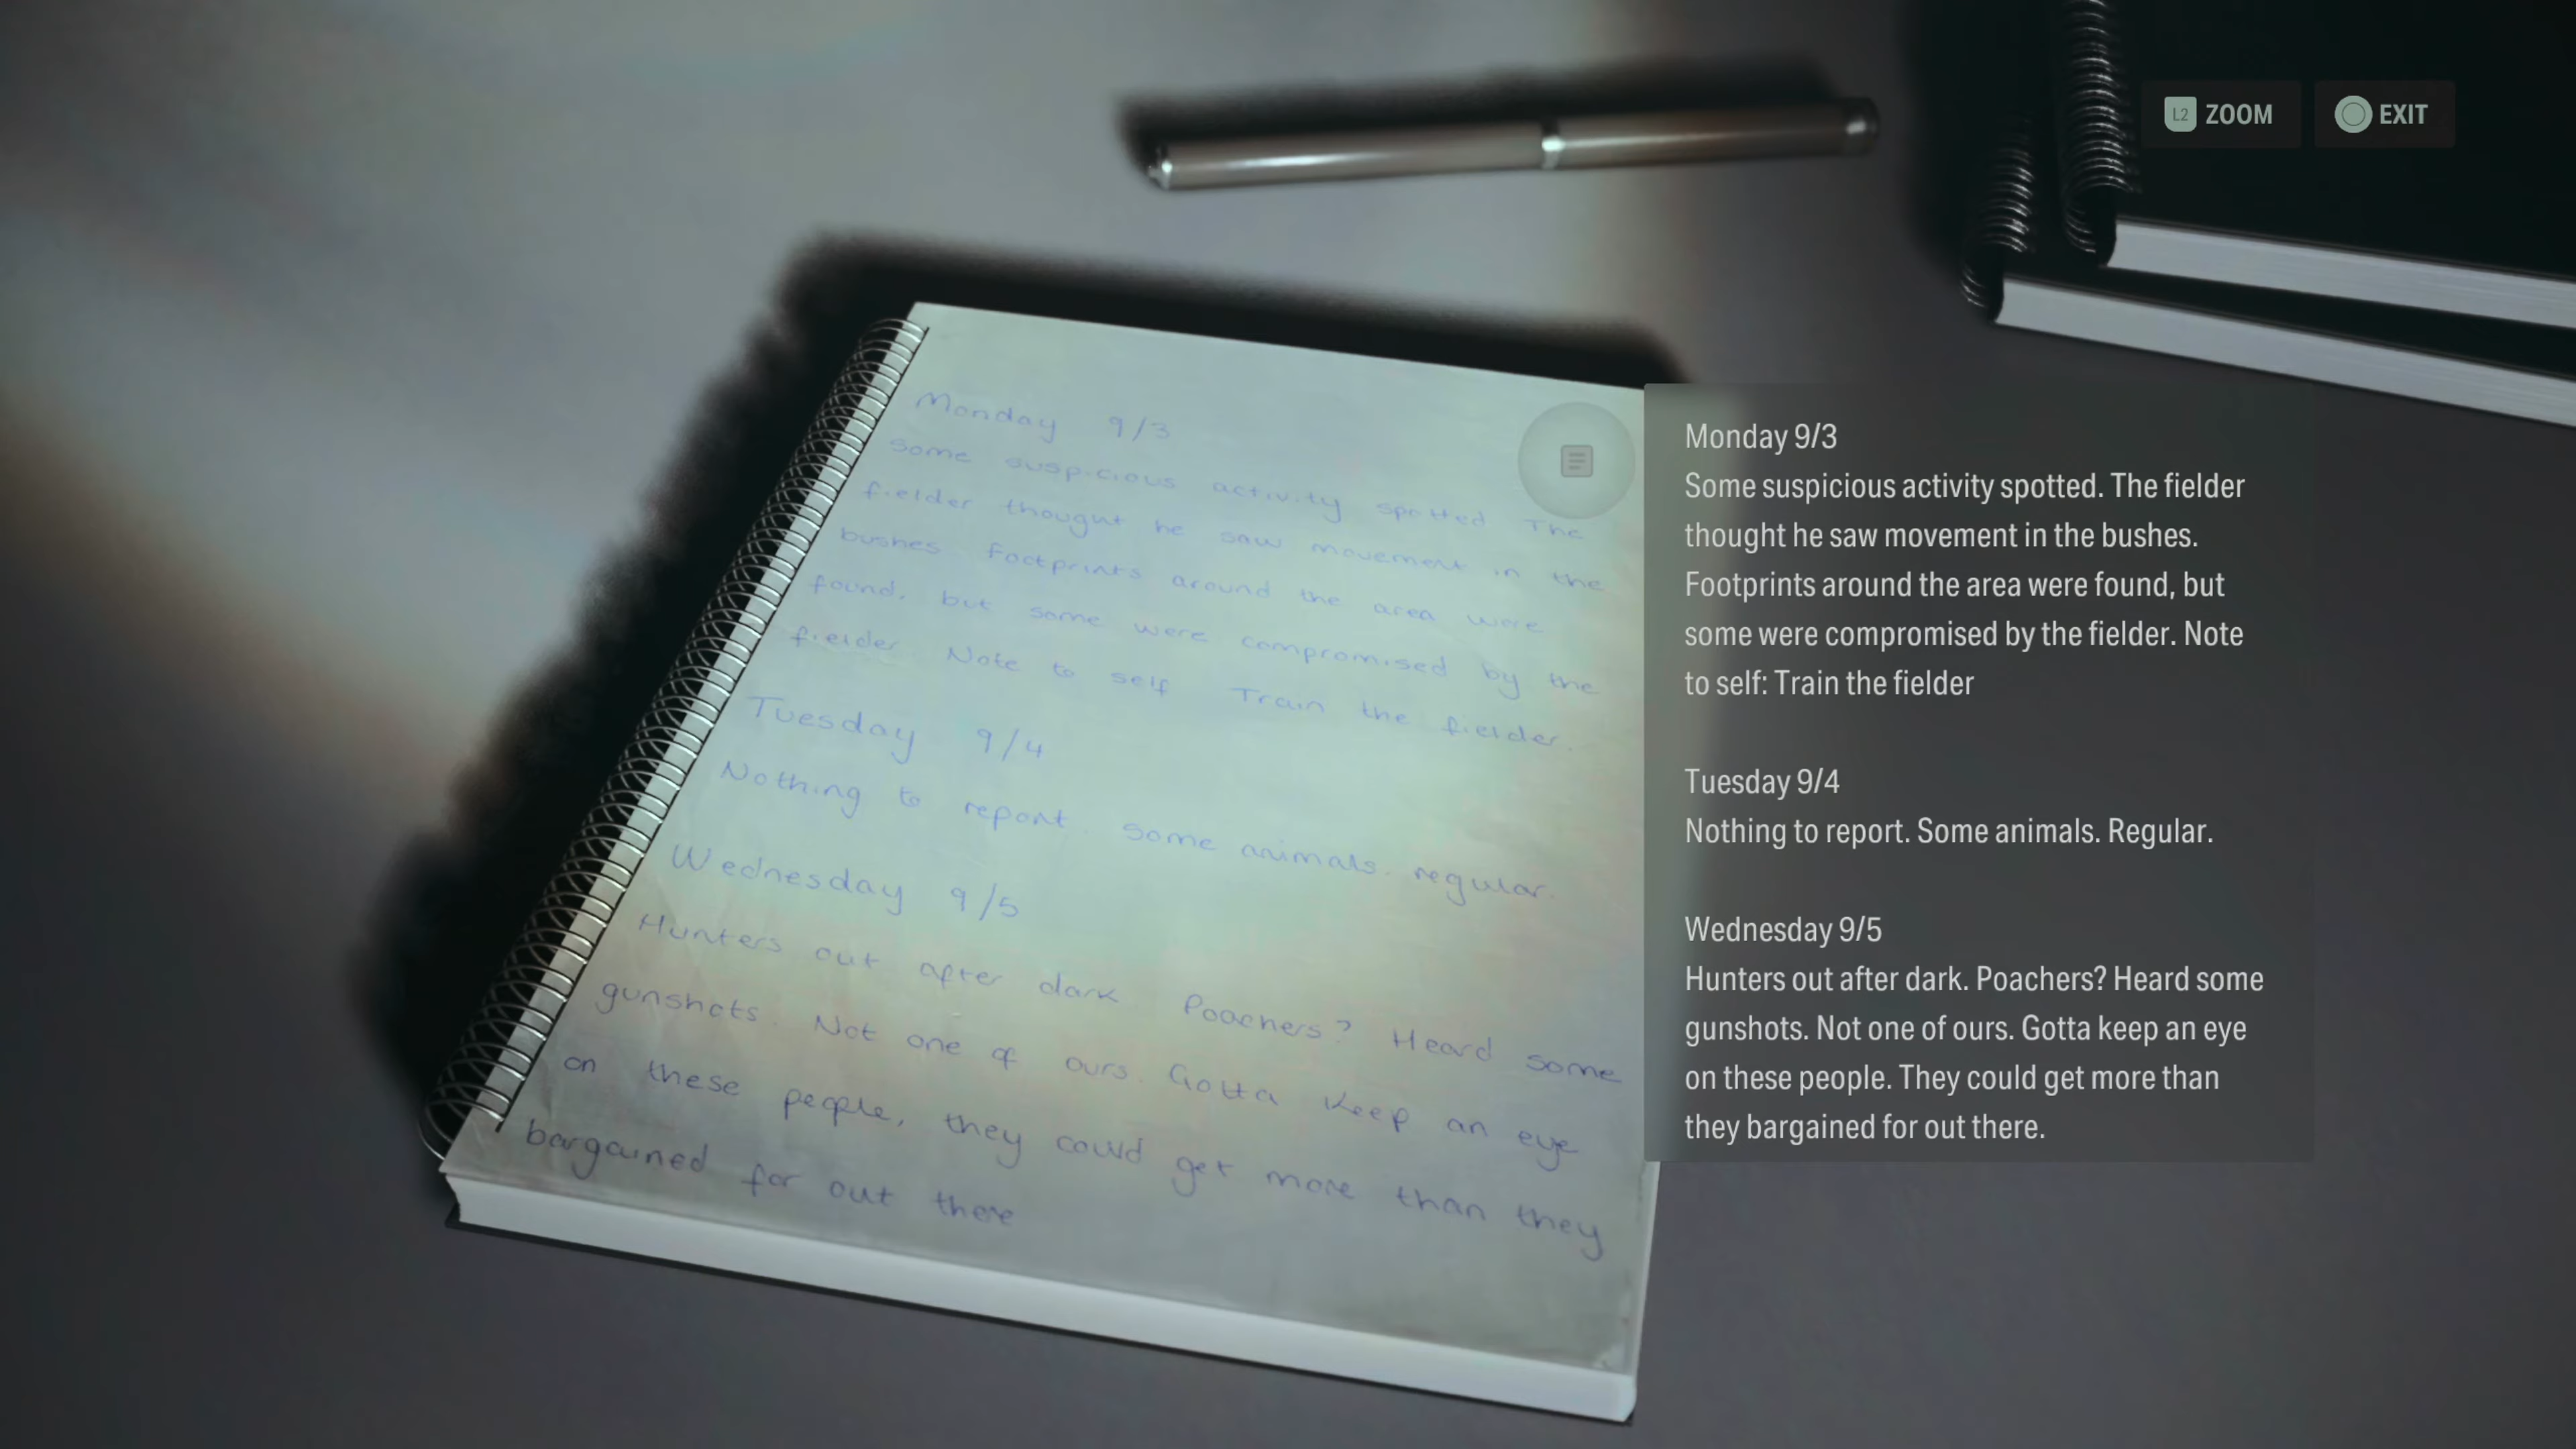 ZOOM
EXIT
L2
Monday 9/3
Some suspicious activity spotted The
fielder thought he saw movement in the
bushes Footprints around the area were
found, but some were compromised by the
fielder Note to self Train the fielder.
Tuesday 9/4
Nothing to report. Some animals. regular.
Wednesday 9/5
Hunters out after dark Poachers? Heard some
gunshots. Not one of ours. Gotta keep an eye
on these people, they could get more than they
bargained for out there
Monday 9/3
Some suspicious activity spotted. The fielder
thought he saw movement in the bushes.
Footprints around the area were found, but
some were compromised by the fielder. Note
to self: Train the fielder
Tuesday 9/4
Nothing to report. Some animals. Regular.
Wednesday 9/5
Hunters out after dark. Poachers? Heard some
gunshots. Not one of ours. Gotta keep an eye
on these people. They could get more than
they bargained for out there.